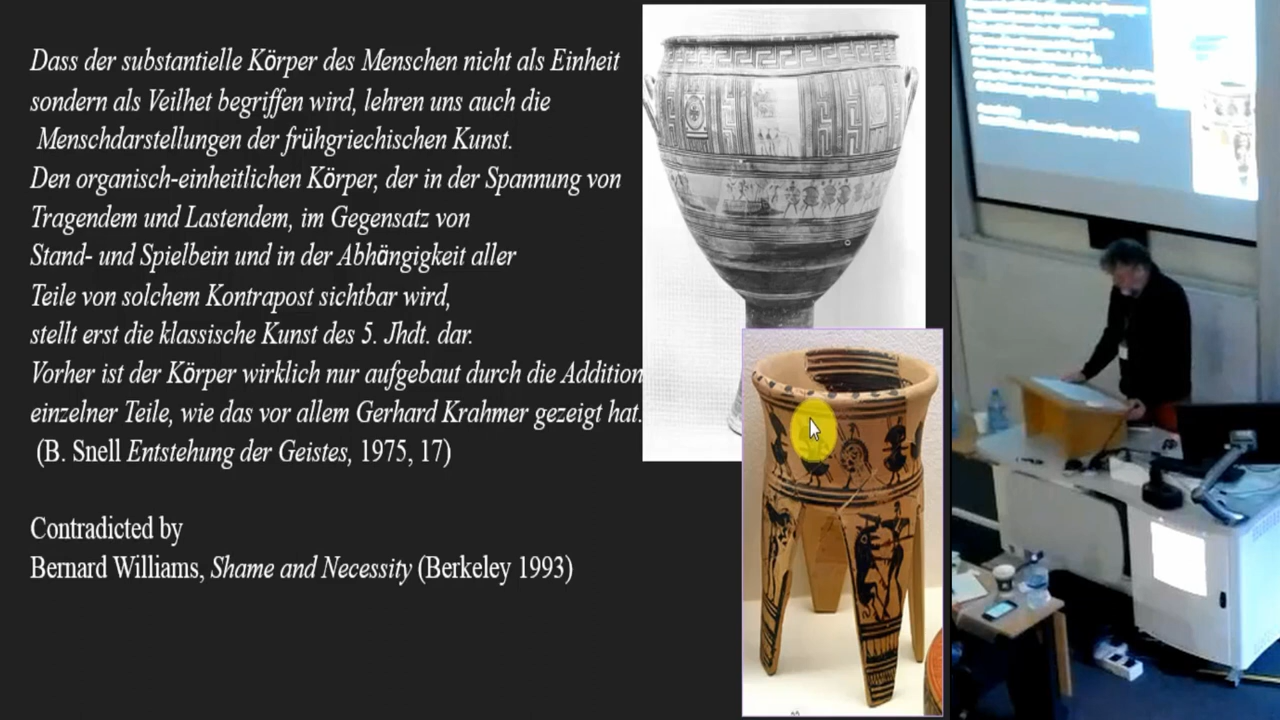 Dass der substantielle Körper des Menschen nicht als Einheit
sondern als Veilhet begriffen wird, lehren uns auch die
Menschdarstellungen der frühgriechischen Kunst.
Den organisch-einheitlichen Körper, der in der Spannung von
Tragendem und Lastendem, im Gegensatz von
Stand- und Spielbein und in der Abhängigkeit aller
Teile von solchem Kontrapost sichtbar wird,
stellt erst die klassische Kunst des 5. Jhdt. dar.
Vorher ist der Körper wirklich nur aufgebaut durch die Addition
einzelner Teile, wie das vor allem Gerhard Krahmer gezeigt hat.
(B. Snell Entstehung der Geistes, 1975, 17)
Contradicted by
Bernard Williams, Shame and Necessity (Berkeley 1993)